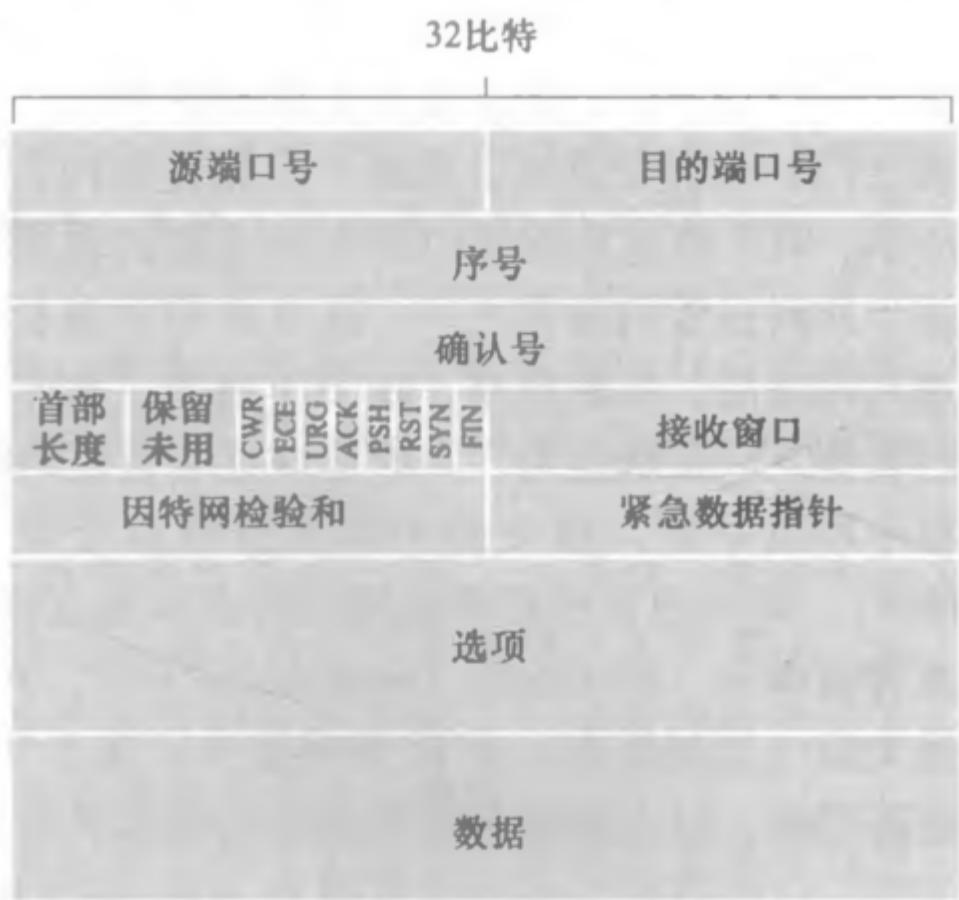 32比特
源端口号 目的端口号
序号
确认号
首部 保留 CWR ECE URG ACK PSH RST SYN FIN 接收窗口
长度 未用
因特网检验和 紧急数据指针
选项
数据